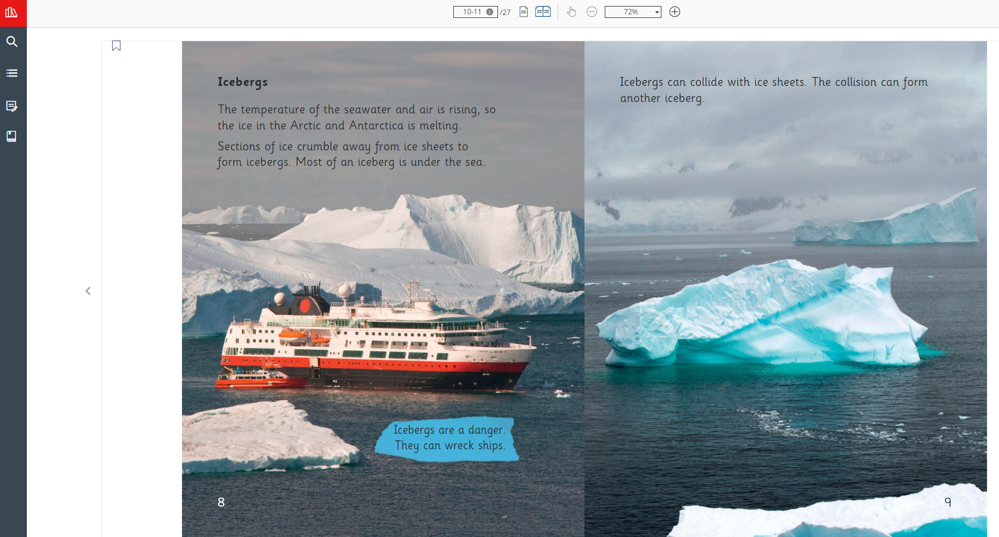 10-11 /27 72%
Icebergs
The temperature of the seawater and air is rising, so
the ice in the Arctic and Antarctica is melting.
Sections of ice crumble away from ice sheets to
form icebergs. Most of an iceberg is under the sea.
Icebergs are a danger.
They can wreck ships.
8
Icebergs can collide with ice sheets. The collision can form
another iceberg.
9